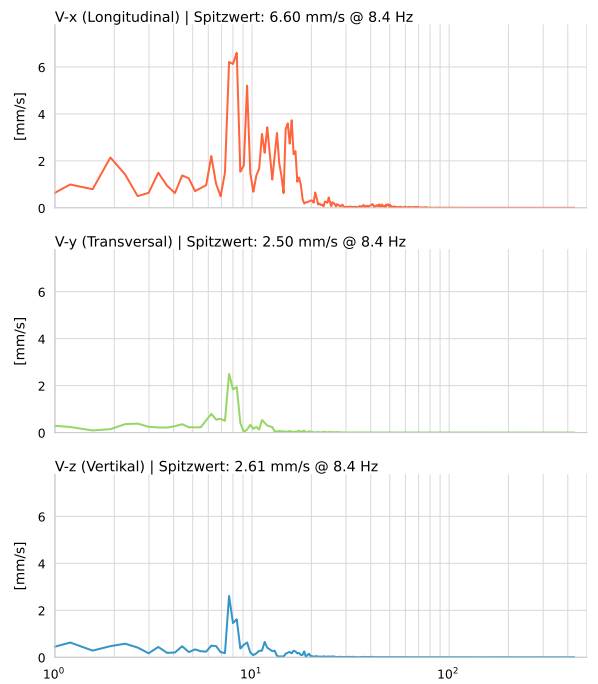 V-x (Longitudinal) | Spitzwert: 6.60 mm/s @ 8.4 Hz
[mm/s]
6
4
2
0
V-y (Transversal) | Spitzwert: 2.50 mm/s @ 8.4 Hz
[mm/s]
6
4
2
0
V-z (Vertikal) | Spitzwert: 2.61 mm/s @ 8.4 Hz
[mm/s]
6
4
2
0
10⁰ 10¹ 10²